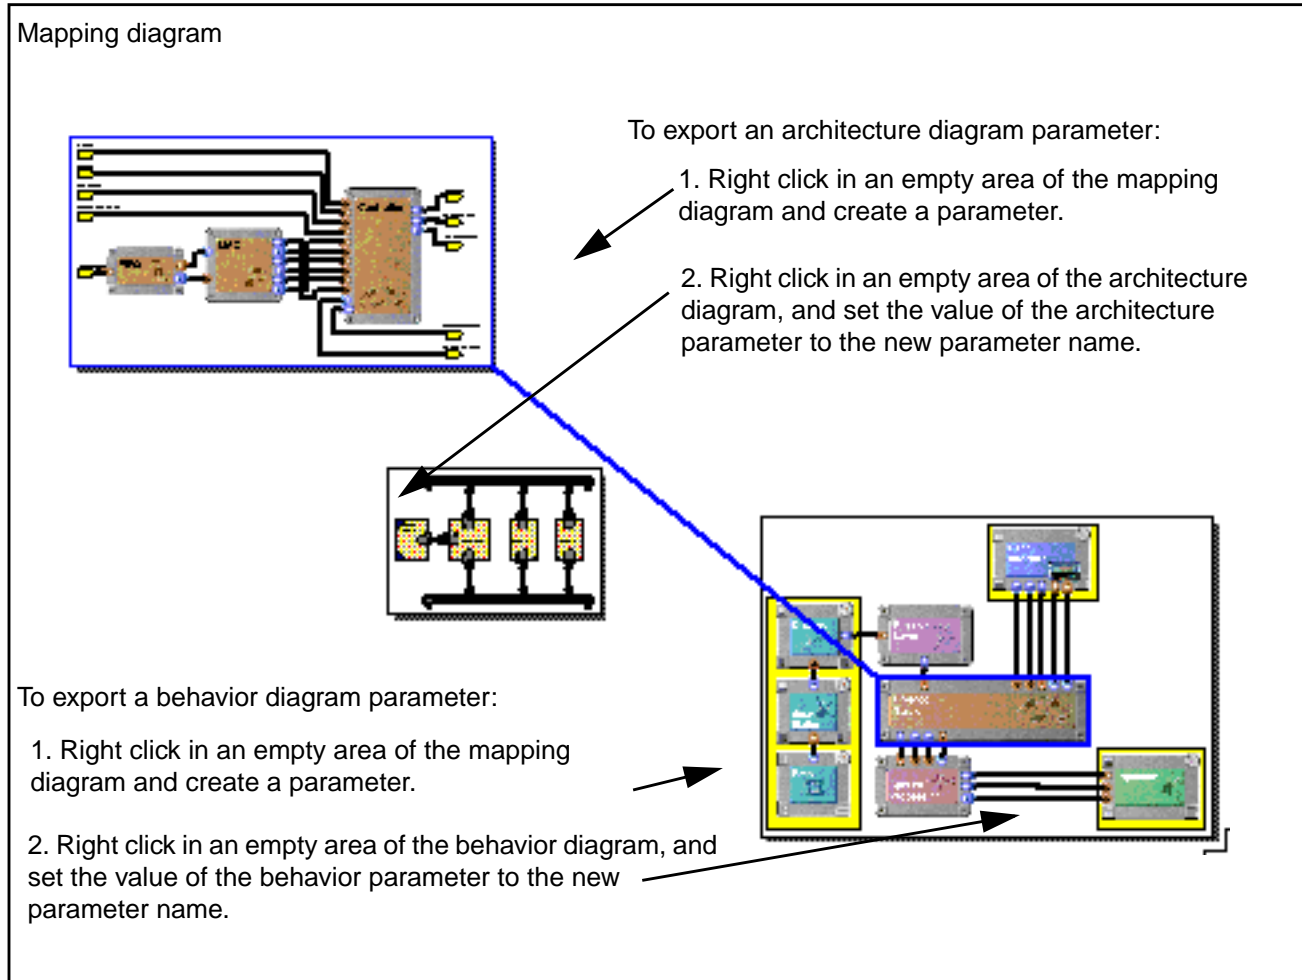 Mapping diagram
To export an architecture diagram parameter:
1. Right click in an empty area of the mapping
diagram and create a parameter.
2. Right click in an empty area of the architecture
diagram, and set the value of the architecture
parameter to the new parameter name.
To export a behavior diagram parameter:
1. Right click in an empty area of the mapping
diagram and create a parameter.
2. Right click in an empty area of the behavior diagram, and
set the value of the behavior parameter to the new
parameter name.